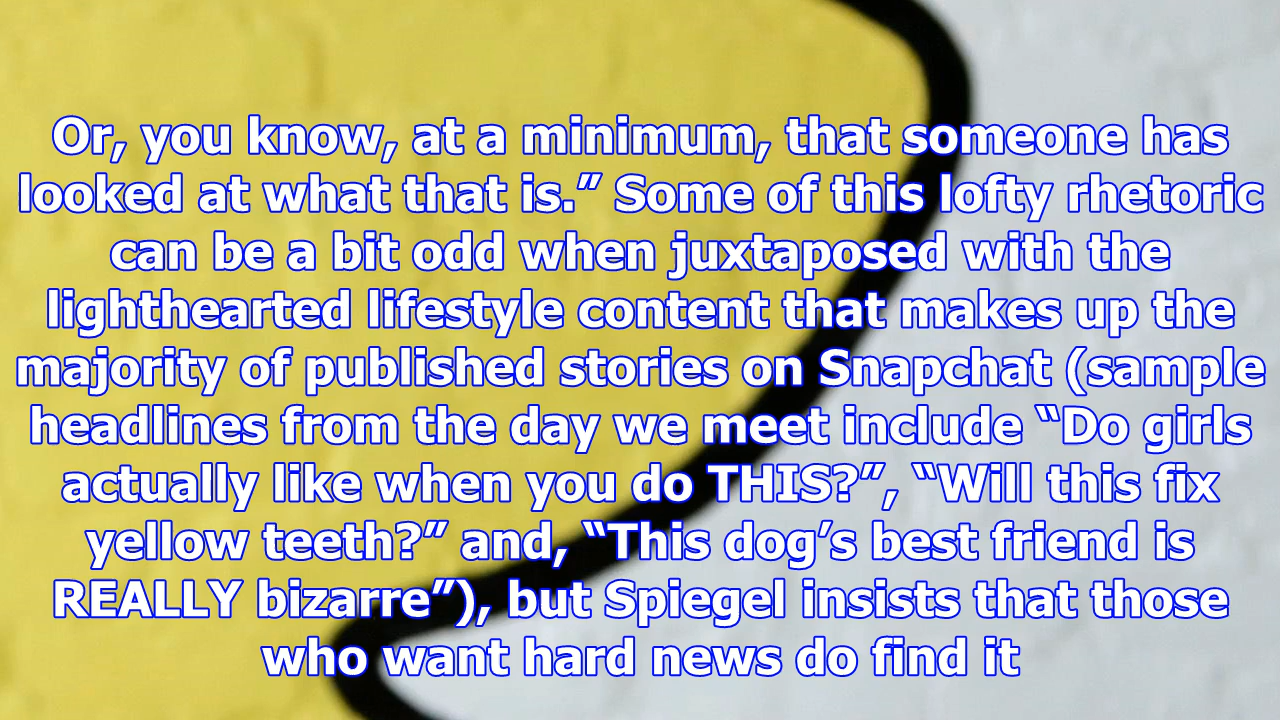 Or, you know, at a minimum, that someone has
looked at what that is.” Some of this lofty rhetoric
can be a bit odd when juxtaposed with the
lighthearted lifestyle content that makes up the
majority of published stories on Snapchat (sample
headlines from the day we meet include “Do girls
actually like when you do THIS?”, “Will this fix
yellow teeth?” and, “This dog’s best friend is
REALLY bizarre”), but Spiegel insists that those
who want hard news do find it